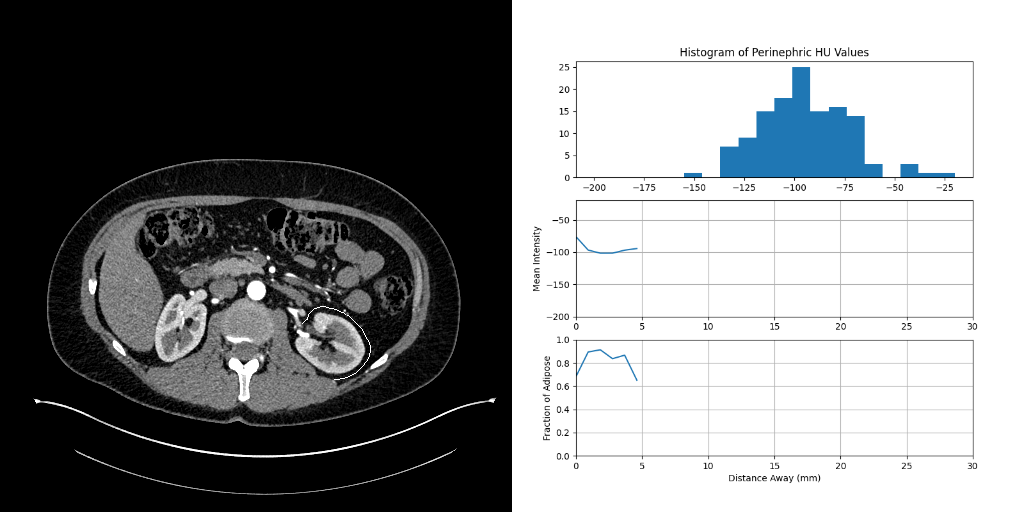 Histogram of Perinephric HU Values
25
20
15
10
5
0
−200 −175 −150 −125 −100 −75 −50 −25
Mean Intensity
−50
−100
−150
−200
0 5 10 15 20 25 30
Fraction of Adipose
1.0
0.8
0.6
0.4
0.2
0.0
0 5 10 15 20 25 30
Distance Away (mm)